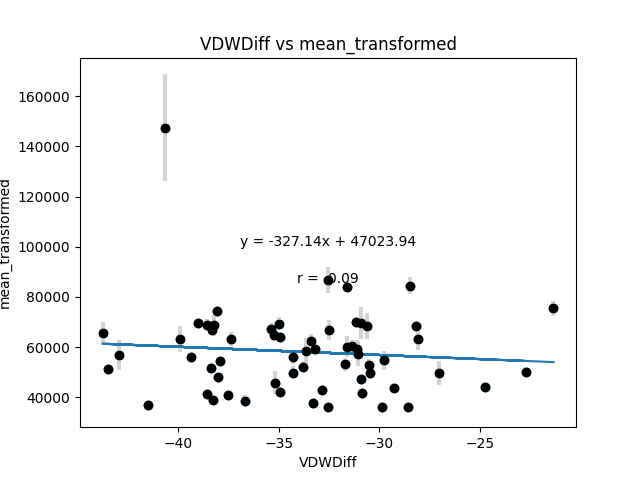 VDWDiff vs mean_transformed
160000
140000
120000
100000
80000
60000
40000
mean_transformed
y = -327.14x + 47023.94
r = -0.09
−40
−35
−30
−25
VDWDiff